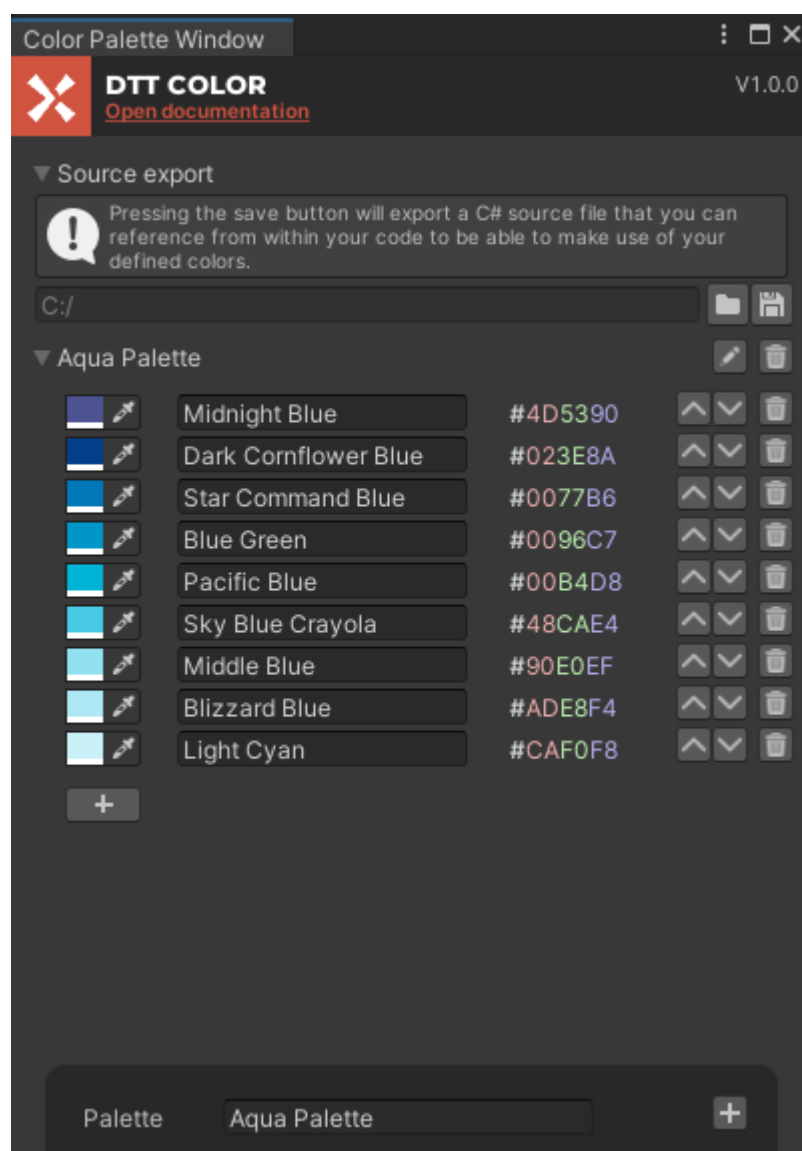 Color Palette Window
DTT COLOR
V1.0.0
Open documentation
Source export
Pressing the save button will export a C# source file that you can
reference from within your code to be able to make use of your
defined colors.
C:/
Aqua Palette
Midnight Blue #4D5390
Dark Cornflower Blue #023E8A
Star Command Blue #0077B6
Blue Green #0096C7
Pacific Blue #00B4D8
Sky Blue Crayola #48CAE4
Middle Blue #90E0EF
Blizzard Blue #ADE8F4
Light Cyan #CAF0F8
Palette Aqua Palette